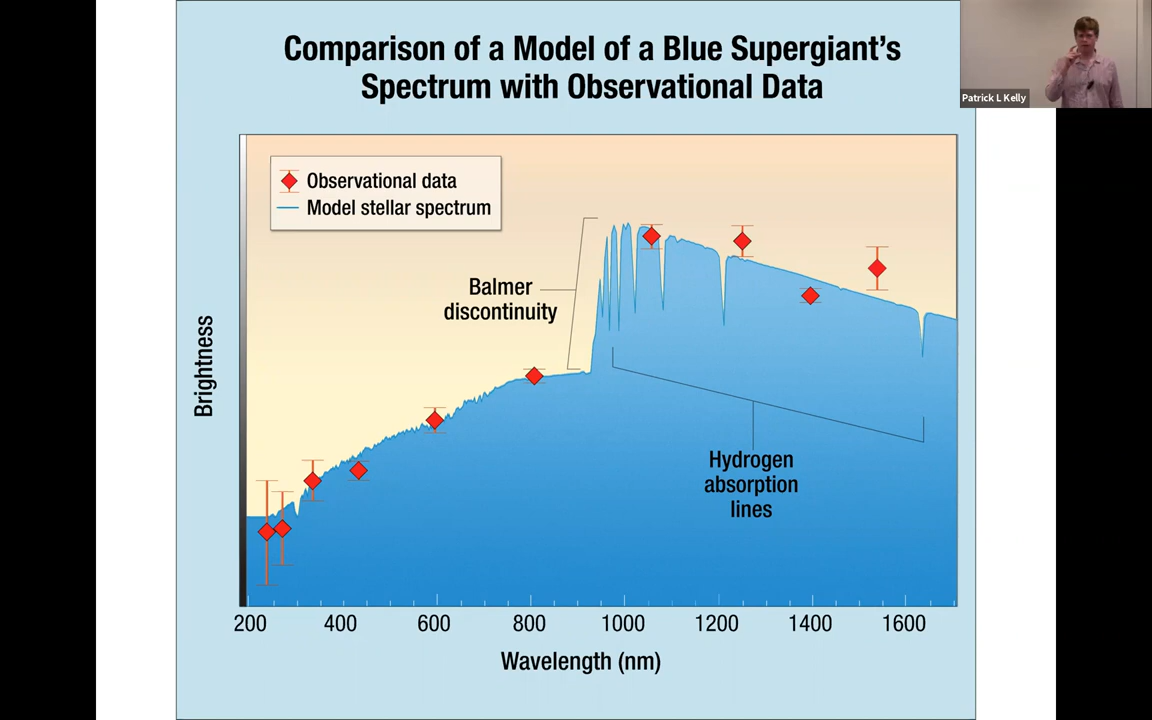 Comparison of a Model of a Blue Supergiant's
Spectrum with Observational Data
Patrick L Kelly
Observational data
Model stellar spectrum
Balmer
discontinuity
Hydrogen
absorption
lines
Brightness
200 400 600 800 1000 1200 1400 1600
Wavelength (nm)